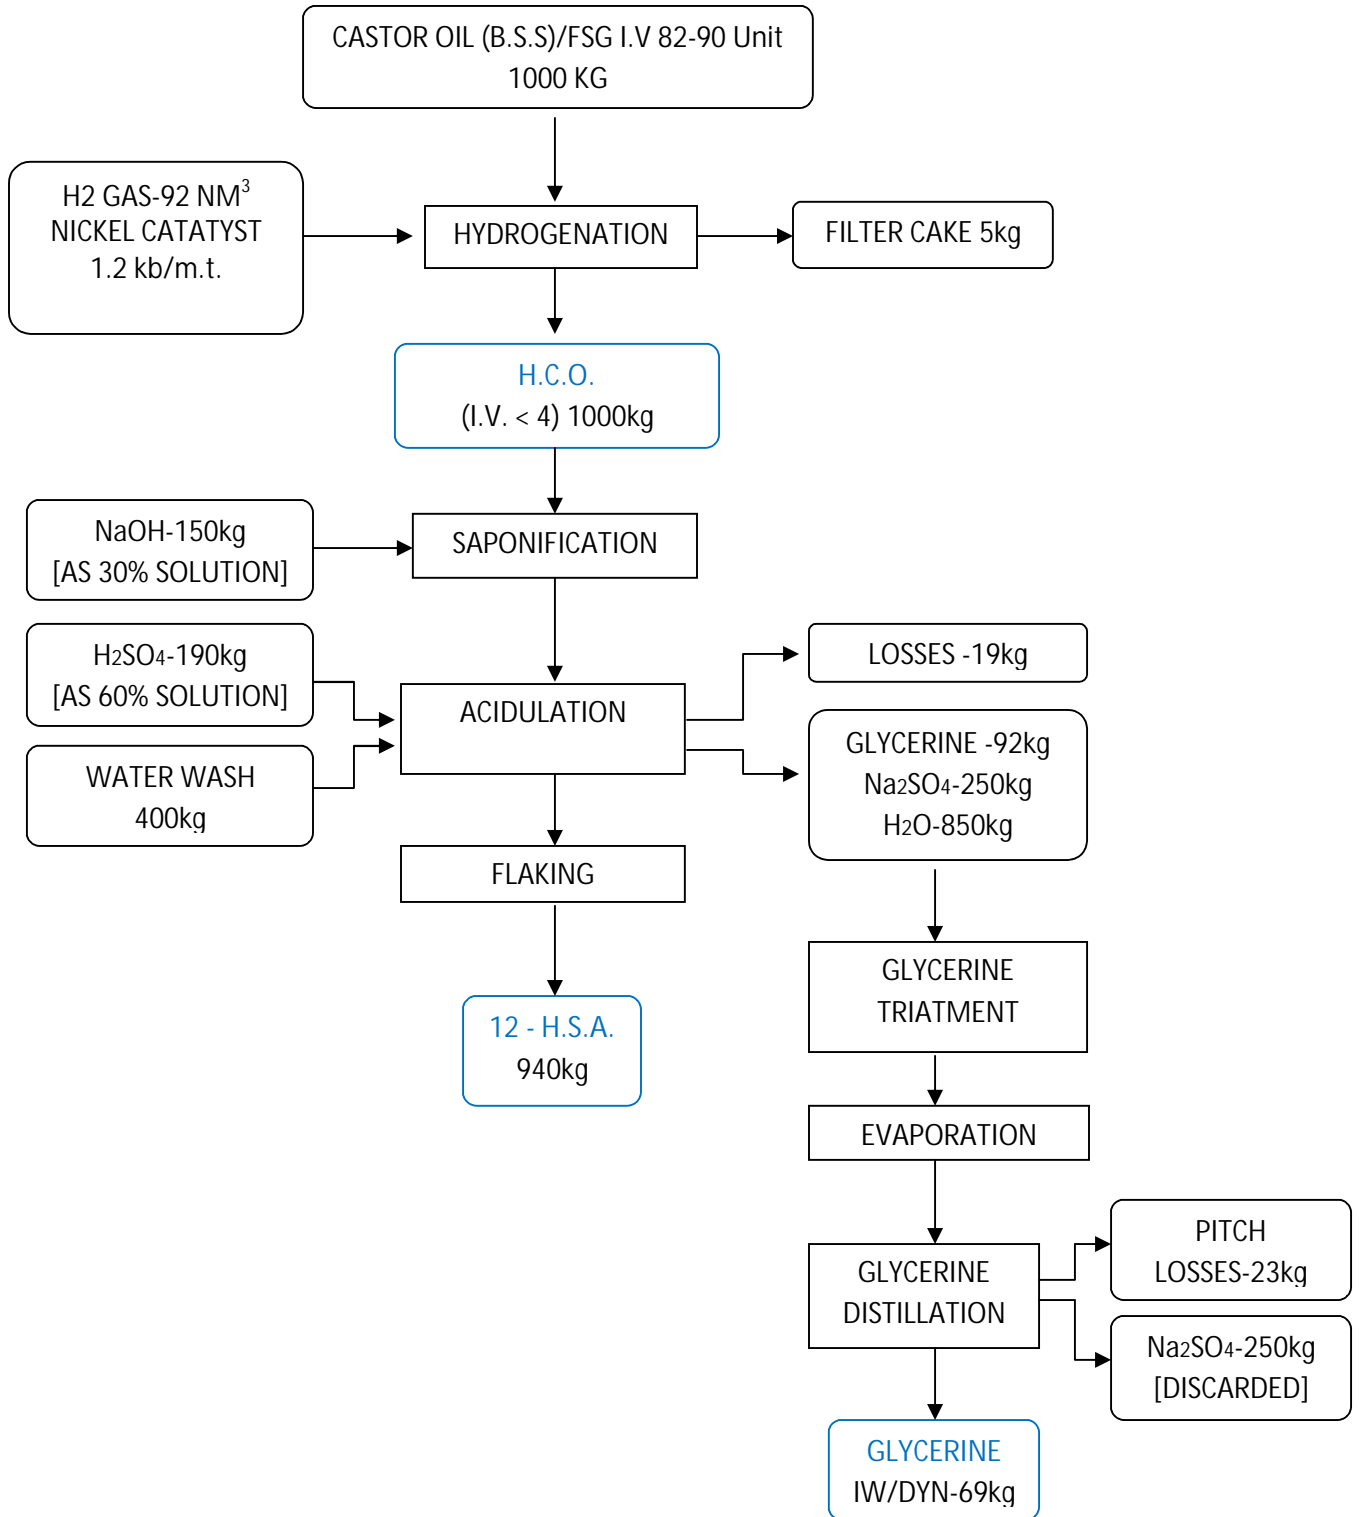 CASTOR OIL (B.S.S)/FSG I.V 82-90 Unit
1000 KG
H2 GAS-92 NM³
NICKEL CATATYST
1.2 kb/m.t.
HYDROGENATION
FILTER CAKE 5kg
H.C.O.
(I.V. < 4) 1000kg
NaOH-150kg
[AS 30% SOLUTION]
SAPONIFICATION
H2SO4-190kg
[AS 60% SOLUTION]
WATER WASH
400kg
ACIDULATION
LOSSES -19kg
GLYCERINE -92kg
Na2SO4-250kg
H2O-850kg
FLAKING
12 - H.S.A.
940kg
GLYCERINE
TRIATMENT
EVAPORATION
GLYCERINE
DISTILLATION
PITCH
LOSSES-23kg
Na2SO4-250kg
[DISCARDED]
GLYCERINE
IW/DYN-69kg